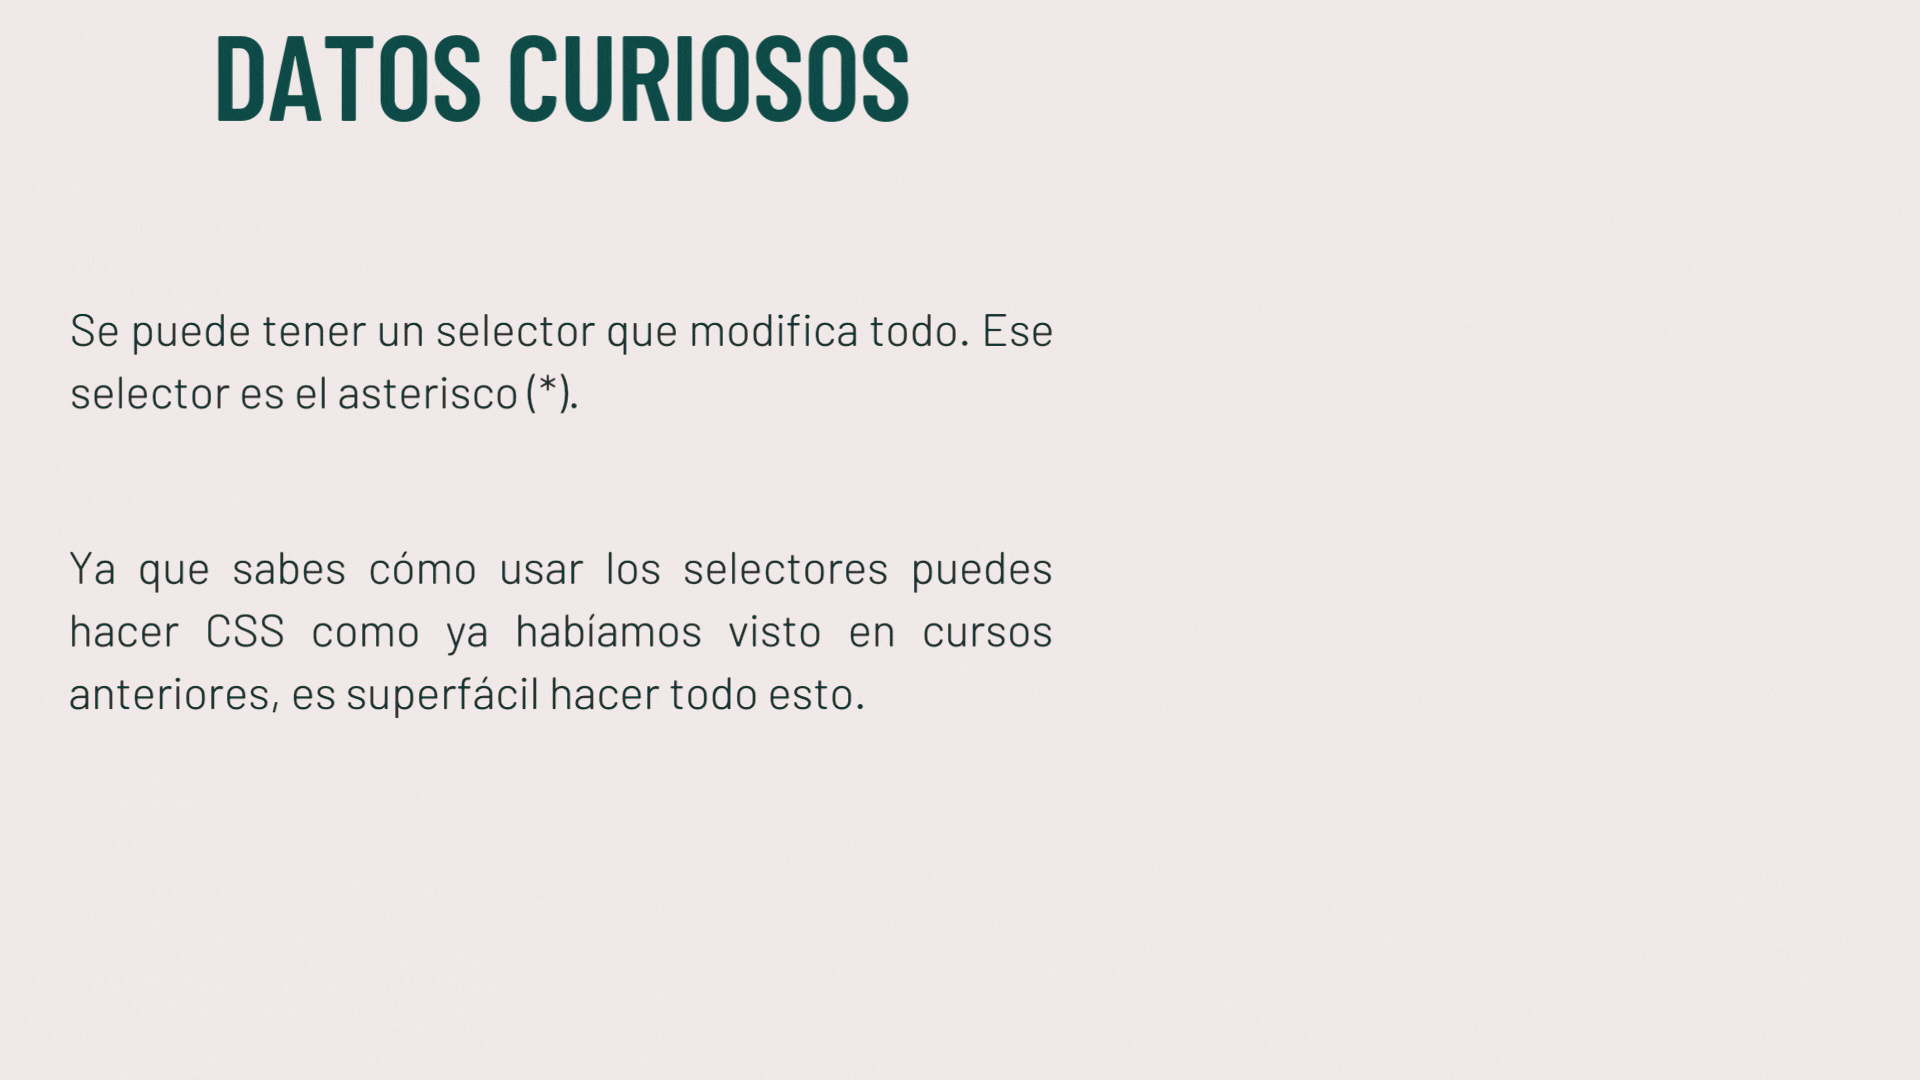 DATOS CURIOSOS
Se puede tener un selector que modifica todo. Ese
selector es el asterisco (*).
Ya que sabes cómo usar los selectores puedes
hacer CSS como ya habíamos visto en cursos
anteriores, es superfácil hacer todo esto.